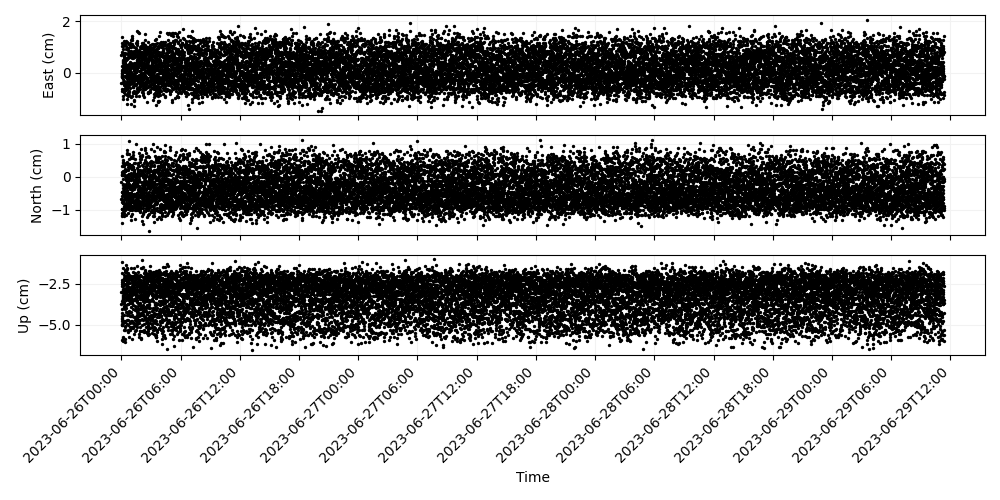 East (cm)
2
0
North (cm)
1
0
−1
Up (cm)
−2.5
−5.0
2023-06-26T00:00
2023-06-26T06:00
2023-06-26T12:00
2023-06-26T18:00
2023-06-27T00:00
2023-06-27T06:00
2023-06-27T12:00
2023-06-27T18:00
2023-06-28T00:00
2023-06-28T06:00
2023-06-28T12:00
2023-06-28T18:00
2023-06-29T00:00
2023-06-29T06:00
2023-06-29T12:00
Time